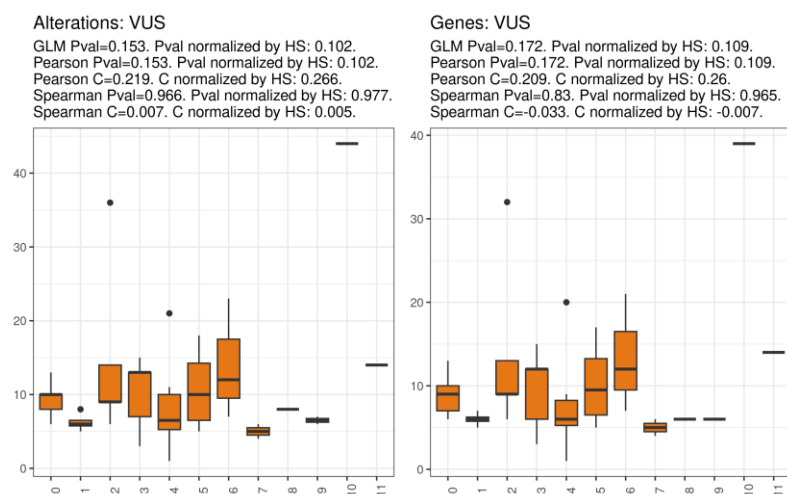 Alterations: VUS
GLM Pval=0.153. Pval normalized by HS: 0.102.
Pearson Pval=0.153. Pval normalized by HS: 0.102.
Pearson C=0.219. C normalized by HS: 0.266.
Spearman Pval=0.966. Pval normalized by HS: 0.977.
Spearman C=0.007. C normalized by HS: 0.005.
40
30
20
10
0
0 1 2 3 4 5 6 7 8 9 10 11
Genes: VUS
GLM Pval=0.172. Pval normalized by HS: 0.109.
Pearson Pval=0.172. Pval normalized by HS: 0.109.
Pearson C=0.209. C normalized by HS: 0.26.
Spearman Pval=0.83. Pval normalized by HS: 0.965.
Spearman C=-0.033. C normalized by HS: -0.007.
40
30
20
10
0
0 1 2 3 4 5 6 7 8 9 10 11